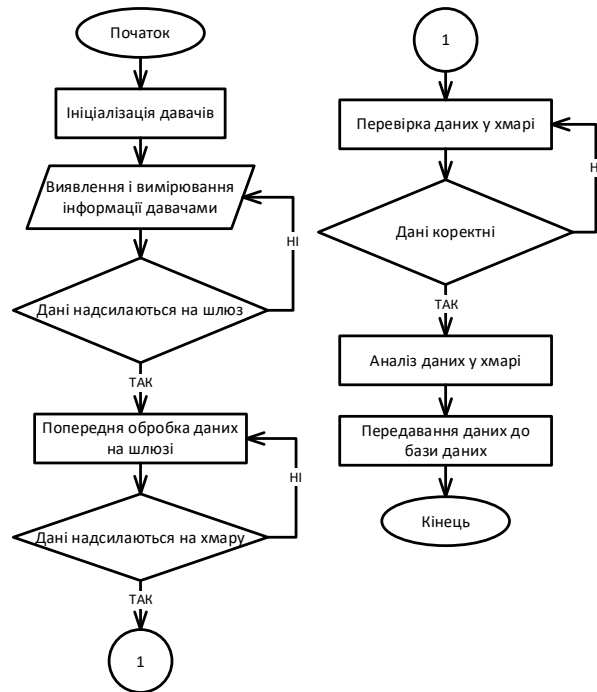 Початок
Ініціалізація давачів
Виявлення і вимірювання
інформації давачами
НІ
Дані надсилаються на шлюз
ТАК
Попередня обробка даних
на шлюзі
НІ
Дані надсилаються на хмару
ТАК
1
1
Перевірка даних у хмарі
Н
Дані коректні
ТАК
Аналіз даних у хмарі
Передавання даних до
бази даних
Кінець